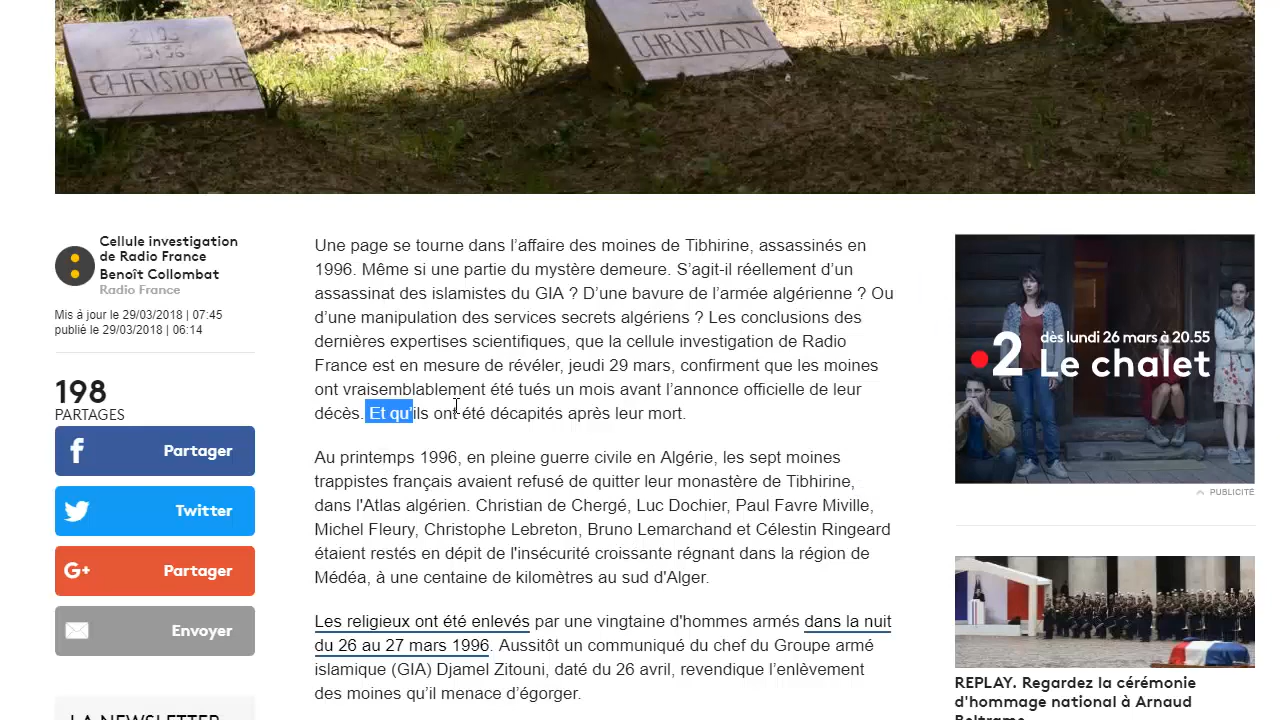 CHRISTOPHE
CHRISTIAN
Cellule investigation
de Radio France
Benoît Collombat
Radio France
Mis à jour le 29/03/2018 | 07:45
publié le 29/03/2018 | 06:14
198
PARTAGES
Partager
Twitter
Partager
Envoyer
LA NEWSLETTER
Une page se tourne dans l’affaire des moines de Tibhirine, assassinés en
1996. Même si une partie du mystère demeure. S’agit-il réellement d’un
assassinat des islamistes du GIA ? D’une bavure de l’armée algérienne ? Ou
d’une manipulation des services secrets algériens ? Les conclusions des
dernières expertises scientifiques, que la cellule investigation de Radio
France est en mesure de révéler, jeudi 29 mars, confirment que les moines
ont vraisemblablement été tués un mois avant l’annonce officielle de leur
décès. Et qu’ils ont été décapités après leur mort.
Au printemps 1996, en pleine guerre civile en Algérie, les sept moines
trappistes français avaient refusé de quitter leur monastère de Tibhirine,
dans l'Atlas algérien. Christian de Chergé, Luc Dochier, Paul Favre Miville,
Michel Fleury, Christophe Lebreton, Bruno Lemarchand et Célestin Ringeard
étaient restés en dépit de l'insécurité croissante régnant dans la région de
Médéa, à une centaine de kilomètres au sud d'Alger.
Les religieux ont été enlevés par une vingtaine d'hommes armés dans la nuit
du 26 au 27 mars 1996. Aussitôt un communiqué du chef du Groupe armé
islamique (GIA) Djamel Zitouni, daté du 26 avril, revendique l’enlèvement
des moines qu’il menace d’égorger.
dès lundi 26 mars à 20.55
2 Le chalet
PUBLICITÉ
REPLAY. Regardez la cérémonie
d'hommage national à Arnaud
Beltrame